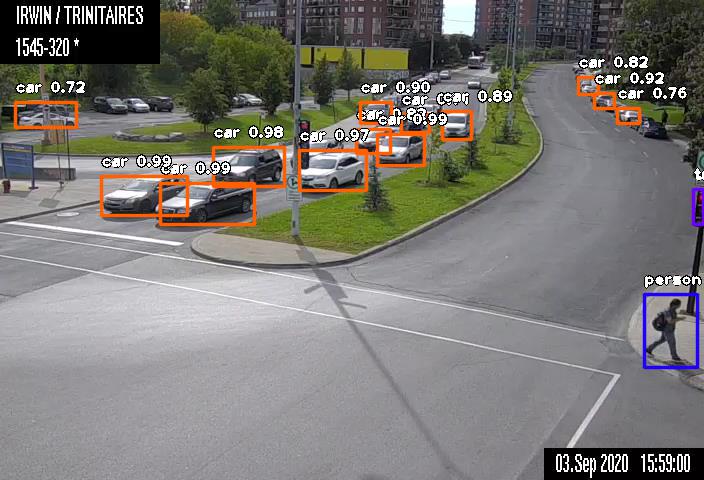 IRWIN / TRINITAIRES
1545-320 *
car 0.82
car 0.92
car 0.76
car 0.72
car 0.90
car 0.89
car 0.99
car 0.98
car 0.97
car 0.99
0.99
person
03.Sep 2020 15:59:00